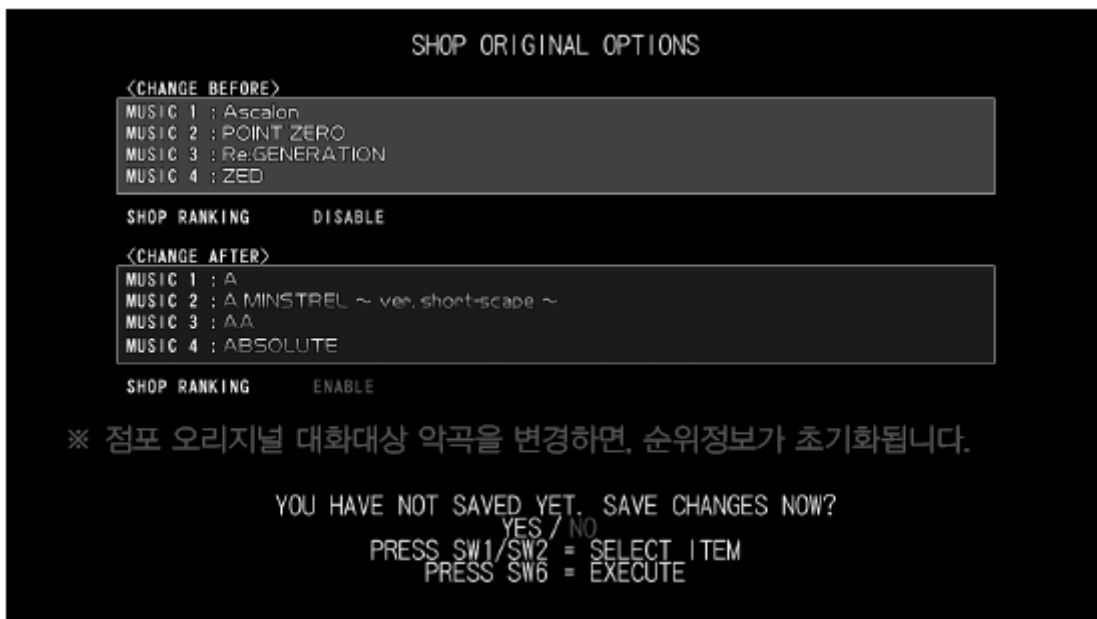 SHOP ORIGINAL OPTIONS
<CHANGE BEFORE>
MUSIC 1 : Ascalon
MUSIC 2 : POINT ZERO
MUSIC 3 : Re:GENERATION
MUSIC 4 : ZED
SHOP RANKING DISABLE
<CHANGE AFTER>
MUSIC 1 : A
MUSIC 2 : A MINSTREL ~ ver. short-scape ~
MUSIC 3 : AA
MUSIC 4 : ABSOLUTE
SHOP RANKING ENABLE
※ 점포 오리지널 대화대상 악곡을 변경하면, 순위정보가 초기화됩니다.
YOU HAVE NOT SAVED YET. SAVE CHANGES NOW?
YES / NO
PRESS SW1/SW2 = SELECT ITEM
PRESS SW6 = EXECUTE